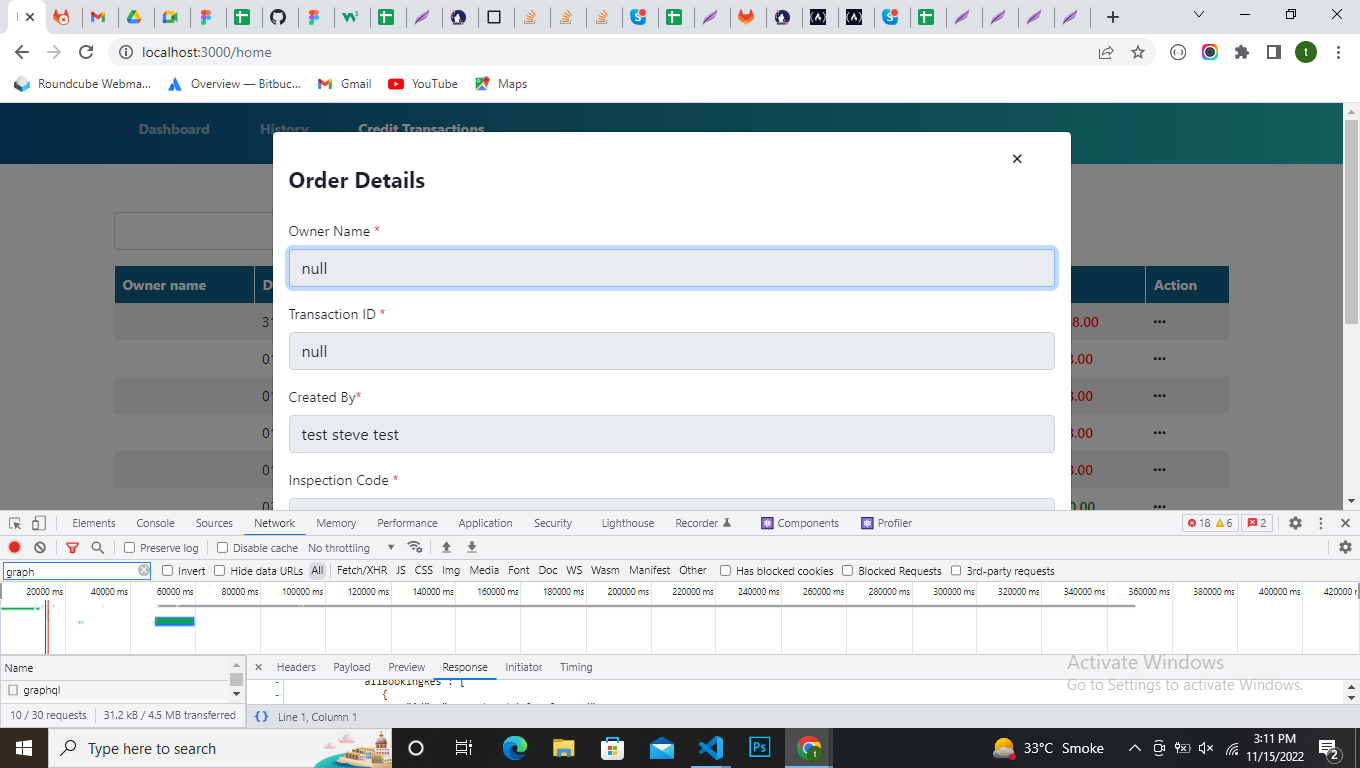 localhost:3000/home
t
Roundcube Webma...
Overview — Bitbuc...
Gmail
YouTube
Maps
Dashboard
History
Credit Transactions
×
Order Details
Owner Name *
null
Transaction ID *
null
Created By*
test steve test
Inspection Code *
Owner name
D
Action
31
8.00
01
3.00
01
3.00
01
3.00
01
3.00
Elements
Console
Sources
Network
Memory
Performance
Application
Security
Lighthouse
Recorder
Components
Profiler
18
6
2
Preserve log
Disable cache
No throttling
graph
Invert
Hide data URLs
All
Fetch/XHR
JS
CSS
Img
Media
Font
Doc
WS
Wasm
Manifest
Other
Has blocked cookies
Blocked Requests
3rd-party requests
20000 ms
40000 ms
60000 ms
80000 ms
100000 ms
120000 ms
140000 ms
160000 ms
180000 ms
200000 ms
220000 ms
240000 ms
260000 ms
280000 ms
300000 ms
320000 ms
340000 ms
360000 ms
380000 ms
400000 ms
420000 r
Name
Headers
Payload
Preview
Response
Initiator
Timing
graphql
{
10 / 30 requests
31.2 kB / 4.5 MB transferred
{ } Line 1, Column 1
Activate Windows
Go to Settings to activate Windows.
Type here to search
Ps
33°C Smoke
3:11 PM
11/15/2022
2